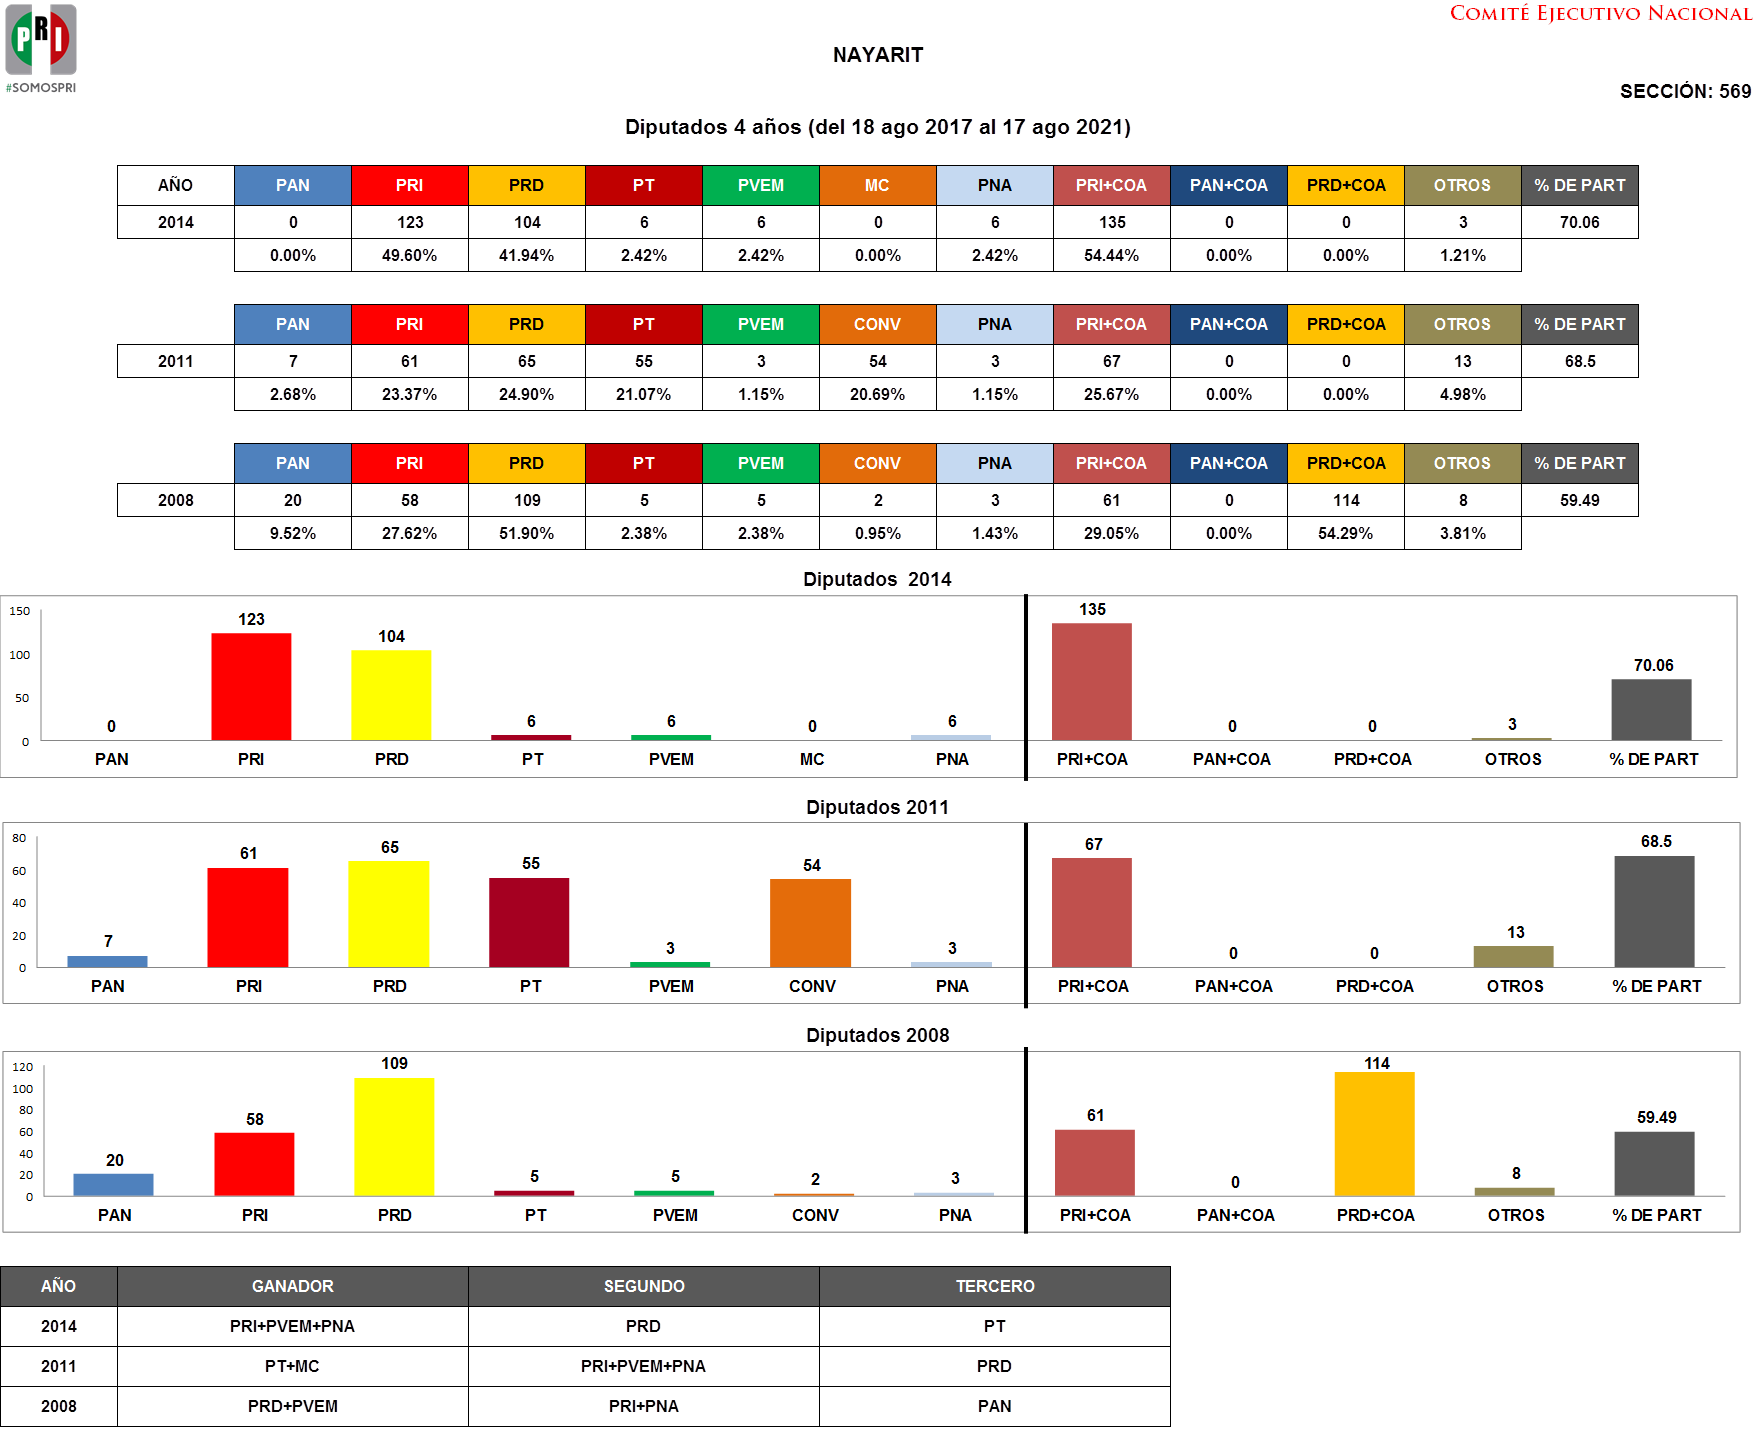 PRI
#SOMOSPRI
COMITÉ EJECUTIVO NACIONAL
NAYARIT
SECCIÓN: 569
Diputados 4 años (del 18 ago 2017 al 17 ago 2021)
AÑO PAN PRI PRD PT PVEM MC PNA PRI+COA PAN+COA PRD+COA OTROS % DE PART
2014 0 123 104 6 6 0 6 135 0 0 3 70.06
0.00% 49.60% 41.94% 2.42% 2.42% 0.00% 2.42% 54.44% 0.00% 0.00% 1.21%
PAN PRI PRD PT PVEM CONV PNA PRI+COA PAN+COA PRD+COA OTROS % DE PART
2011 7 61 65 55 3 54 3 67 0 0 13 68.5
2.68% 23.37% 24.90% 21.07% 1.15% 20.69% 1.15% 25.67% 0.00% 0.00% 4.98%
PAN PRI PRD PT PVEM CONV PNA PRI+COA PAN+COA PRD+COA OTROS % DE PART
2008 20 58 109 5 5 2 3 61 0 114 8 59.49
9.52% 27.62% 51.90% 2.38% 2.38% 0.95% 1.43% 29.05% 0.00% 54.29% 3.81%
Diputados 2014
150
100
50
0
0 123 104 6 6 0 6 135 0 0 3 70.06
PAN PRI PRD PT PVEM MC PNA PRI+COA PAN+COA PRD+COA OTROS % DE PART
Diputados 2011
80
60
40
20
0
7 61 65 55 3 54 3 67 0 0 13 68.5
PAN PRI PRD PT PVEM CONV PNA PRI+COA PAN+COA PRD+COA OTROS % DE PART
Diputados 2008
120
100
80
60
40
20
0
20 58 109 5 5 2 3 61 0 114 8 59.49
PAN PRI PRD PT PVEM CONV PNA PRI+COA PAN+COA PRD+COA OTROS % DE PART
AÑO GANADOR SEGUNDO TERCERO
2014 PRI+PVEM+PNA PRD PT
2011 PT+MC PRI+PVEM+PNA PRD
2008 PRD+PVEM PRI+PNA PAN